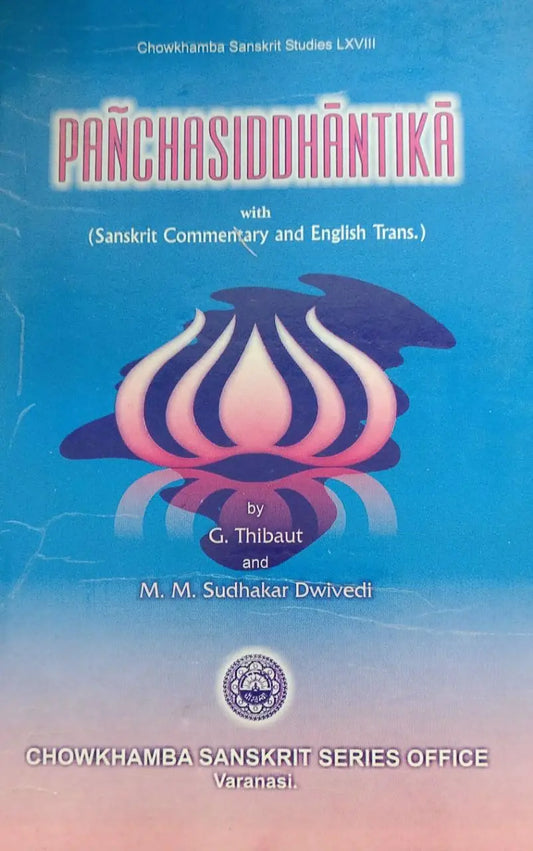 Chowkhamba Sanskrit Studies LXVIII
PAÑCHASIDDHĀNTIKĀ
with
(Sanskrit Commentary and English Trans.)
by
G. Thibaut
and
M. M. Sudhakar Dwivedi
CHOWKHAMBA SANSKRIT SERIES OFFICE
Varanasi.